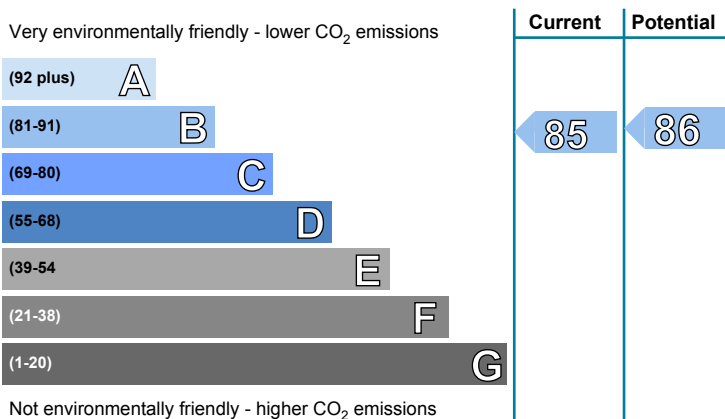 Very environmentally friendly - lower CO2 emissions
Current
Potential
(92 plus) A
(81-91) B
85
86
(69-80) C
(55-68) D
(39-54 E
(21-38) F
(1-20) G
Not environmentally friendly - higher CO2 emissions